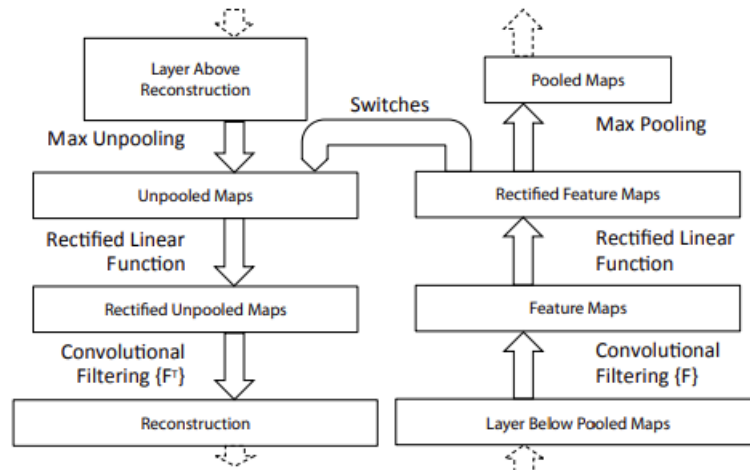 Layer Above
Reconstruction
Pooled Maps
Switches
Max Unpooling
Max Pooling
Unpooled Maps
Rectified Feature Maps
Rectified Linear
Function
Rectified Linear
Function
Rectified Unpooled Maps
Feature Maps
Convolutional
Filtering {Fᵀ}
Convolutional
Filtering {F}
Reconstruction
Layer Below Pooled Maps